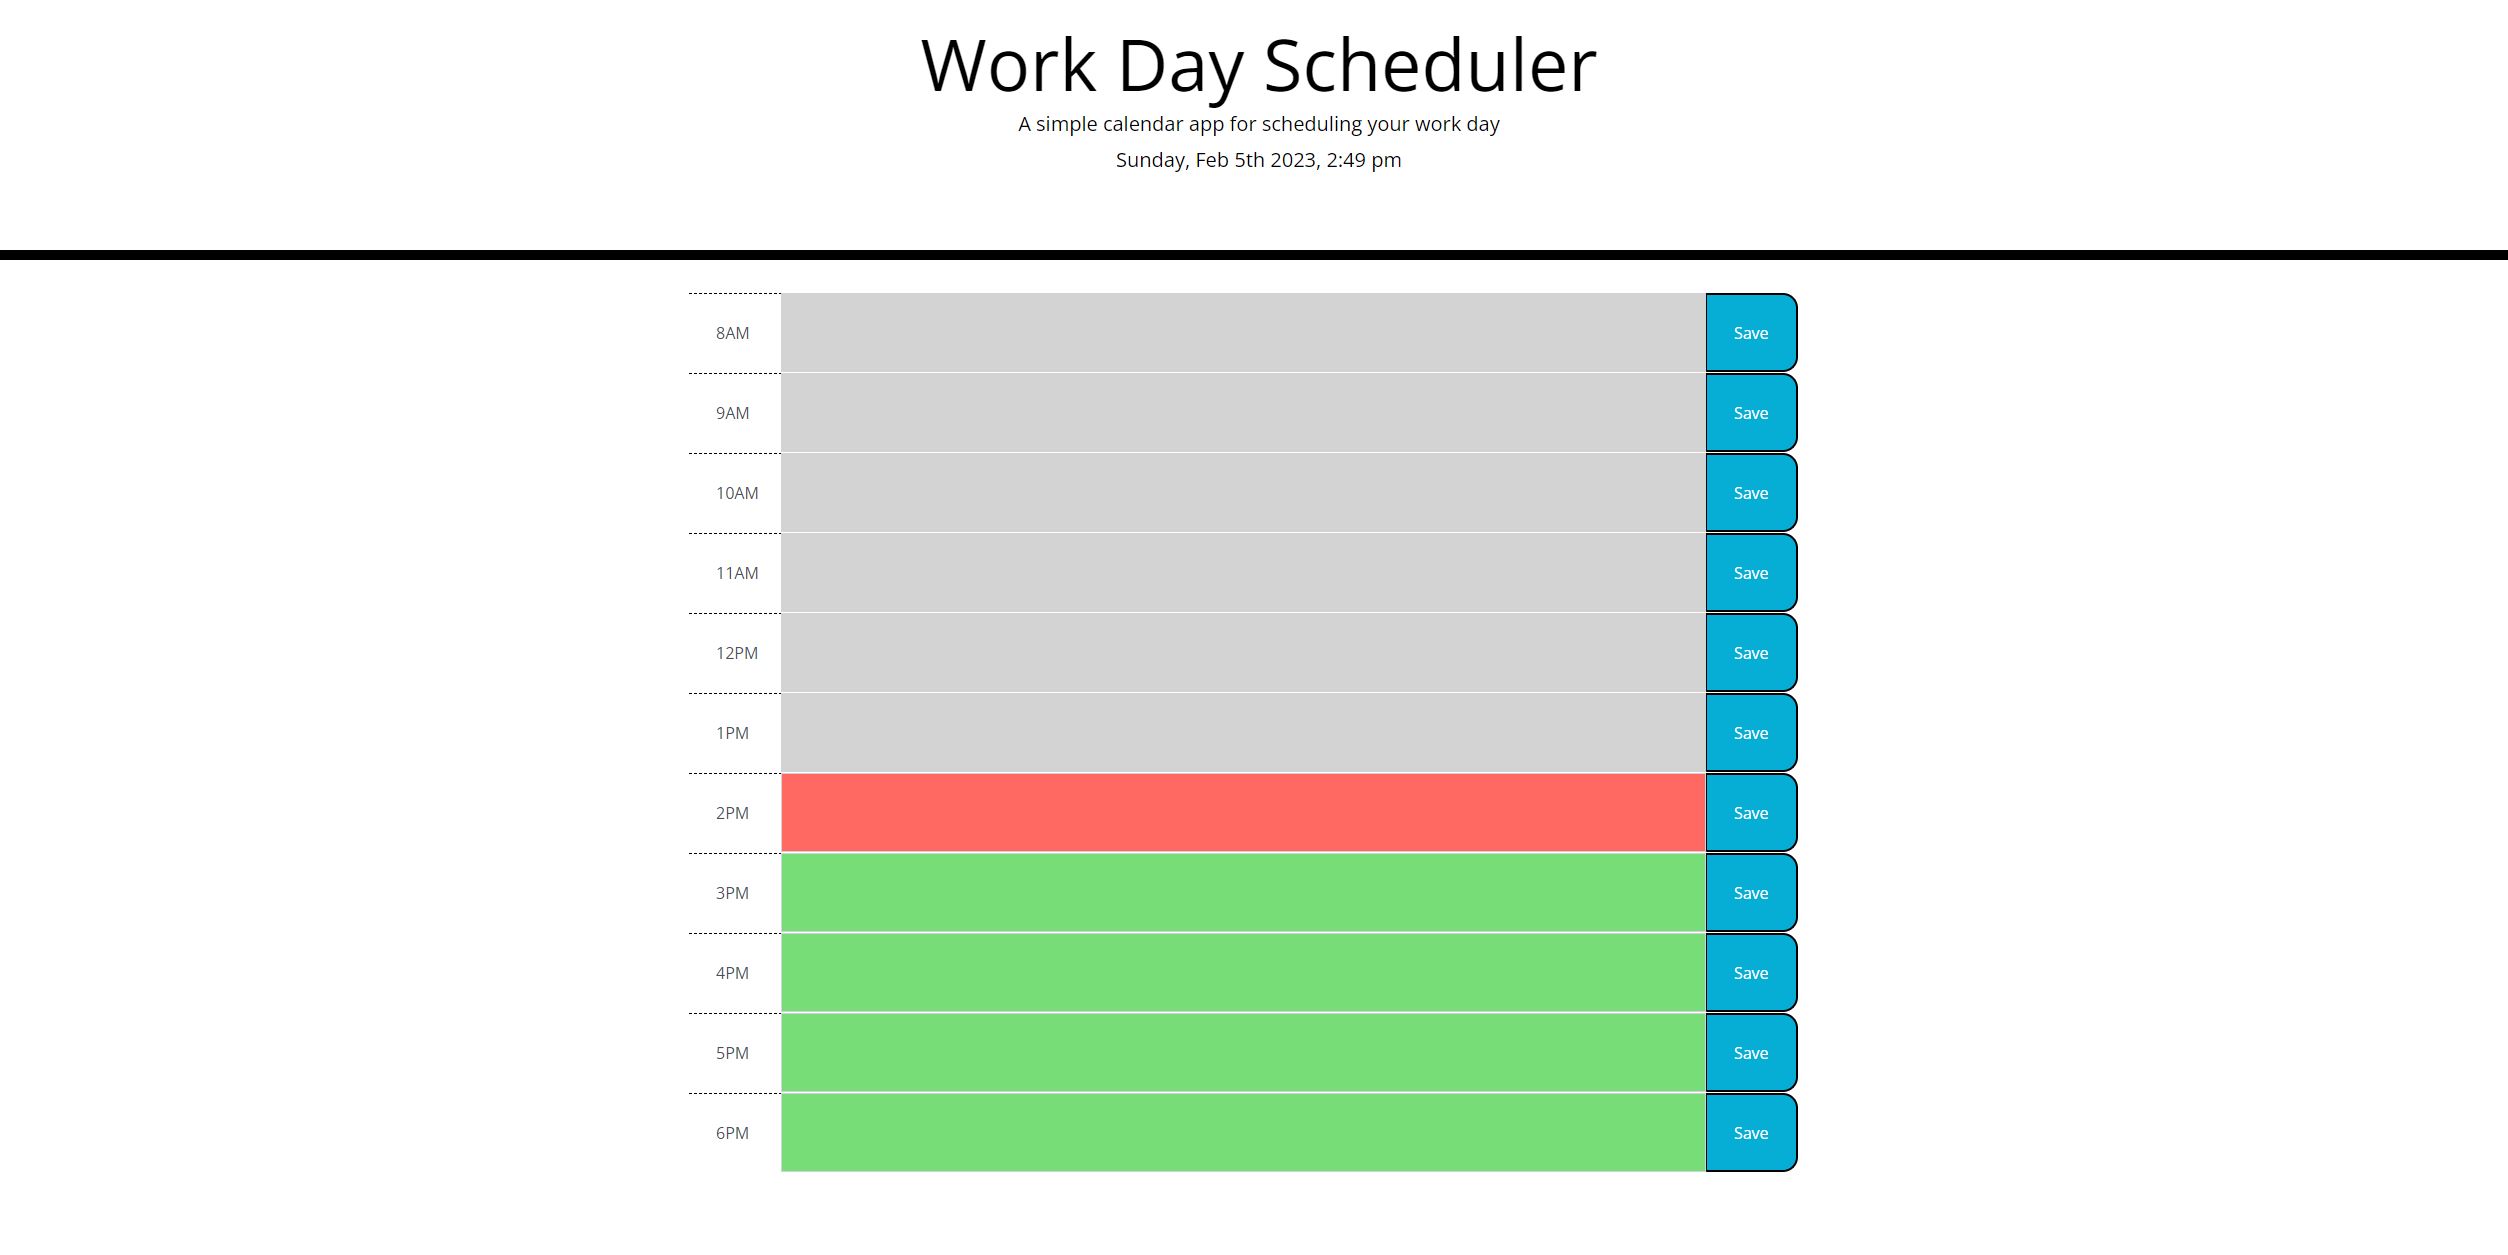 Work Day Scheduler
A simple calendar app for scheduling your work day
Sunday, Feb 5th 2023, 2:49 pm
8AM Save
9AM Save
10AM Save
11AM Save
12PM Save
1PM Save
2PM Save
3PM Save
4PM Save
5PM Save
6PM Save